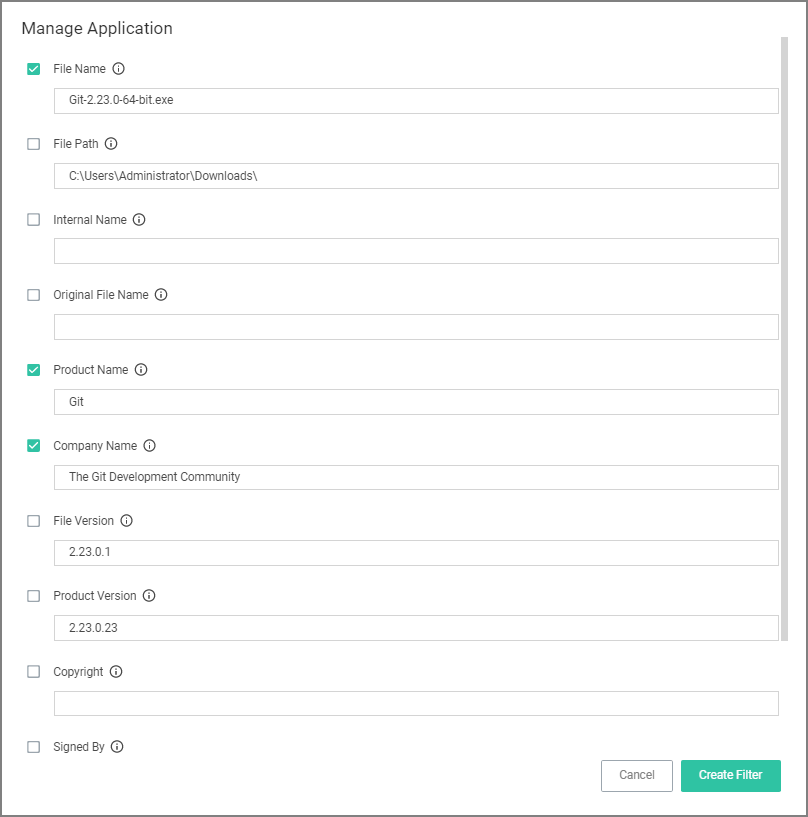 Manage Application
File Name
Git-2.23.0-64-bit.exe
File Path
C:\Users\Administrator\Downloads\
Internal Name
Original File Name
Product Name
Git
Company Name
The Git Development Community
File Version
2.23.0.1
Product Version
2.23.0.23
Copyright
Signed By
Cancel Create Filter